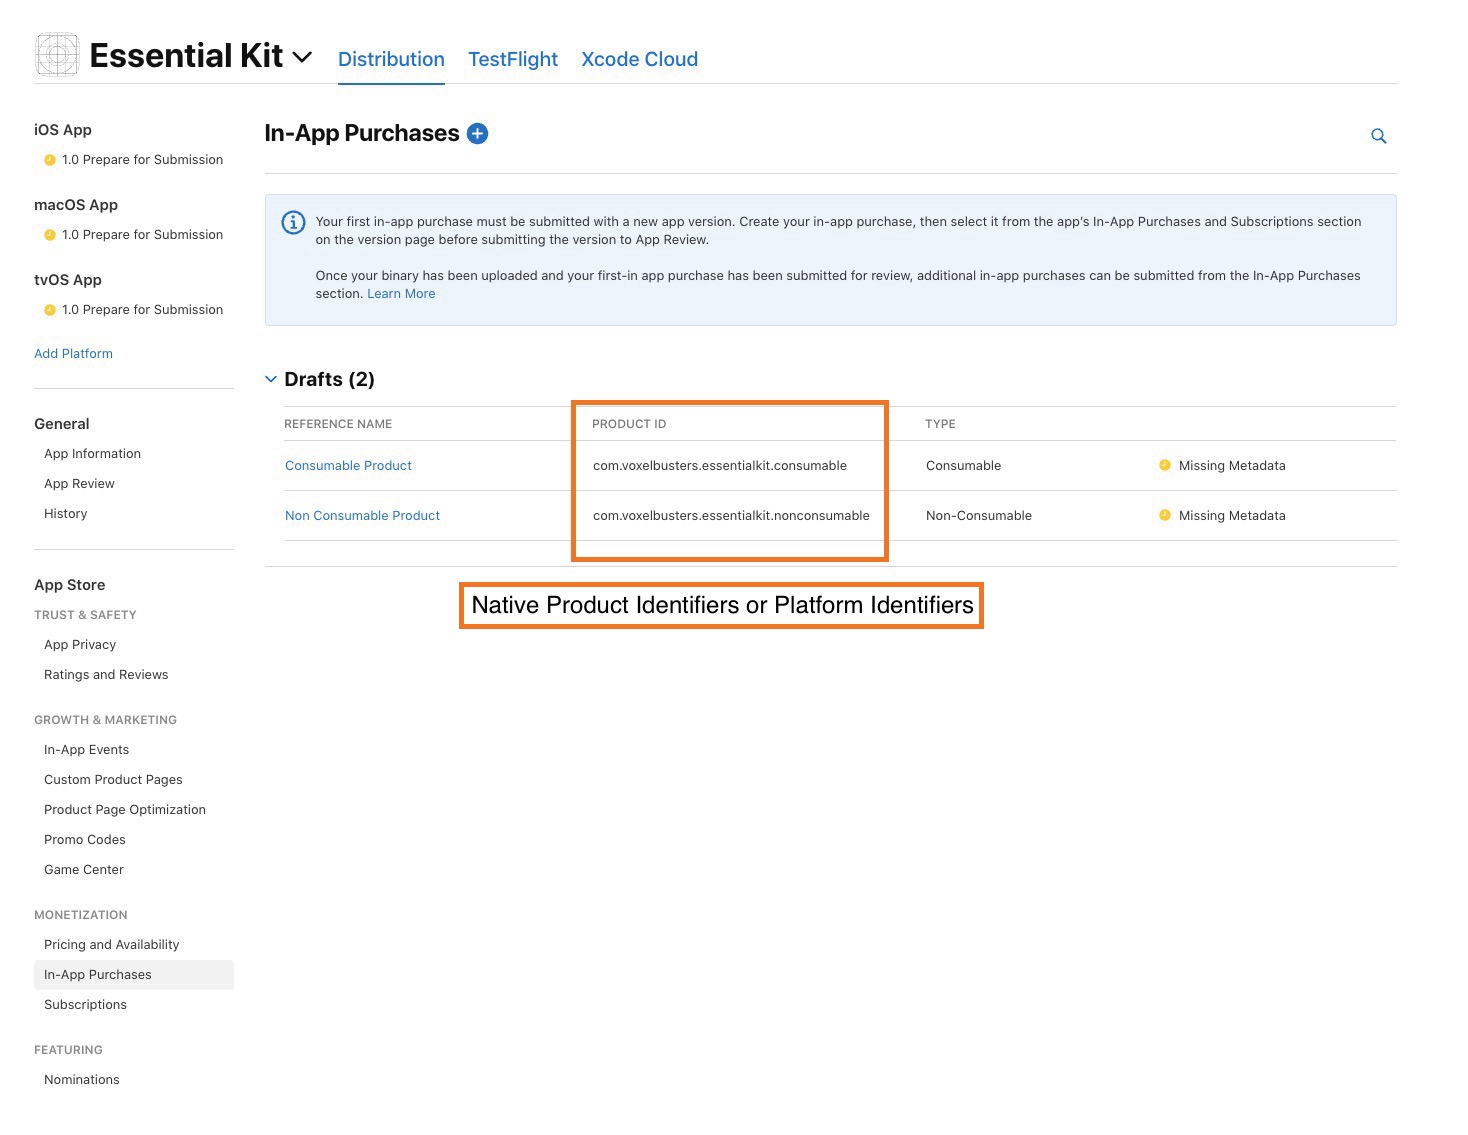 Essential Kit
Distribution
TestFlight
Xcode Cloud
iOS App
1.0 Prepare for Submission
macOS App
1.0 Prepare for Submission
tvOS App
1.0 Prepare for Submission
Add Platform
General
App Information
App Review
History
App Store
TRUST & SAFETY
App Privacy
Ratings and Reviews
GROWTH & MARKETING
In-App Events
Custom Product Pages
Product Page Optimization
Promo Codes
Game Center
MONETIZATION
Pricing and Availability
In-App Purchases
Subscriptions
FEATURING
Nominations
In-App Purchases
Your first in-app purchase must be submitted with a new app version. Create your in-app purchase, then select it from the app's In-App Purchases and Subscriptions section
on the version page before submitting the version to App Review.
Once your binary has been uploaded and your first-in app purchase has been submitted for review, additional in-app purchases can be submitted from the In-App Purchases
section. Learn More
Drafts (2)
REFERENCE NAME PRODUCT ID TYPE
Consumable Product com.voxelbusters.essentialkit.consumable Consumable Missing Metadata
Non Consumable Product com.voxelbusters.essentialkit.nonconsumable Non-Consumable Missing Metadata
Native Product Identifiers or Platform Identifiers